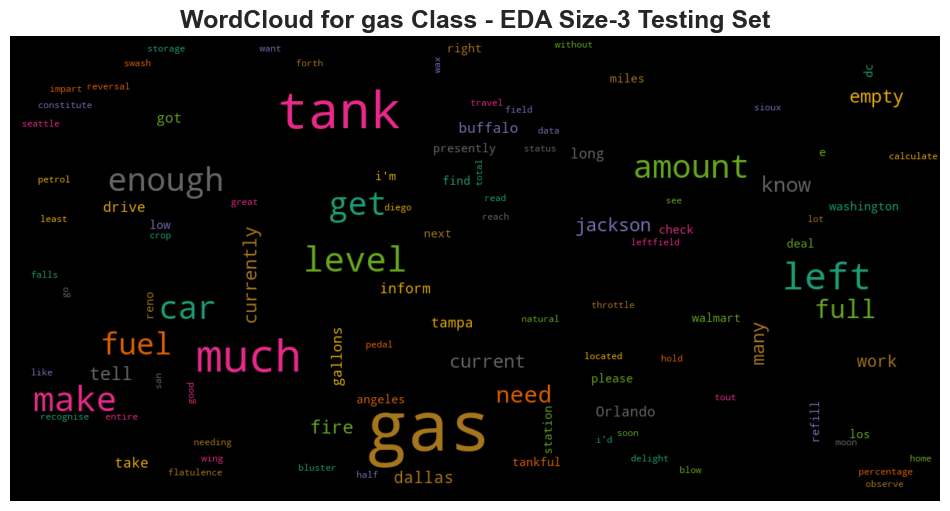 WordCloud for gas Class - EDA Size-3 Testing Set
storage
want
right
without
swash
forth
wax
dc
impart
reversal
miles
empty
constitute
tank
travel
field
sioux
seattle
got
buffalo
data
presently
status
long
e
calculate
petrol
enough
i'm
find
total
amount
know
drive
great
get
diego
read
see
washington
least
low
reach
jackson
check
lot
crop
currently
next
leftfield
deal
falls
level
left
go
reno
car
inform
throttle
full
tampa
natural
walmart
many
fuel
gallons
pedal
much
current
located
hold
work
like
tell
san
good
please
make
angeles
need
tout
recognise
entire
fire
gas
station
Orlando
refill
los
needing
i'd
soon
moon
take
wing
bluster
tankful
delight
home
flatulence
half
dallas
blow
percentage
observe